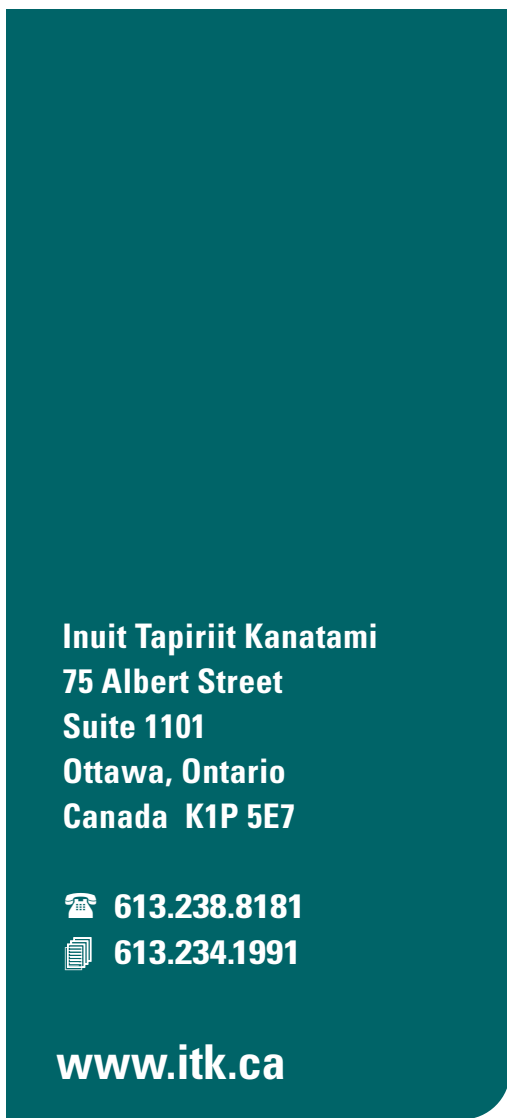 Inuit Tapiriit Kanatami
75 Albert Street
Suite 1101
Ottawa, Ontario
Canada  K1P 5E7
☎ 613.238.8181
613.234.1991
www.itk.ca